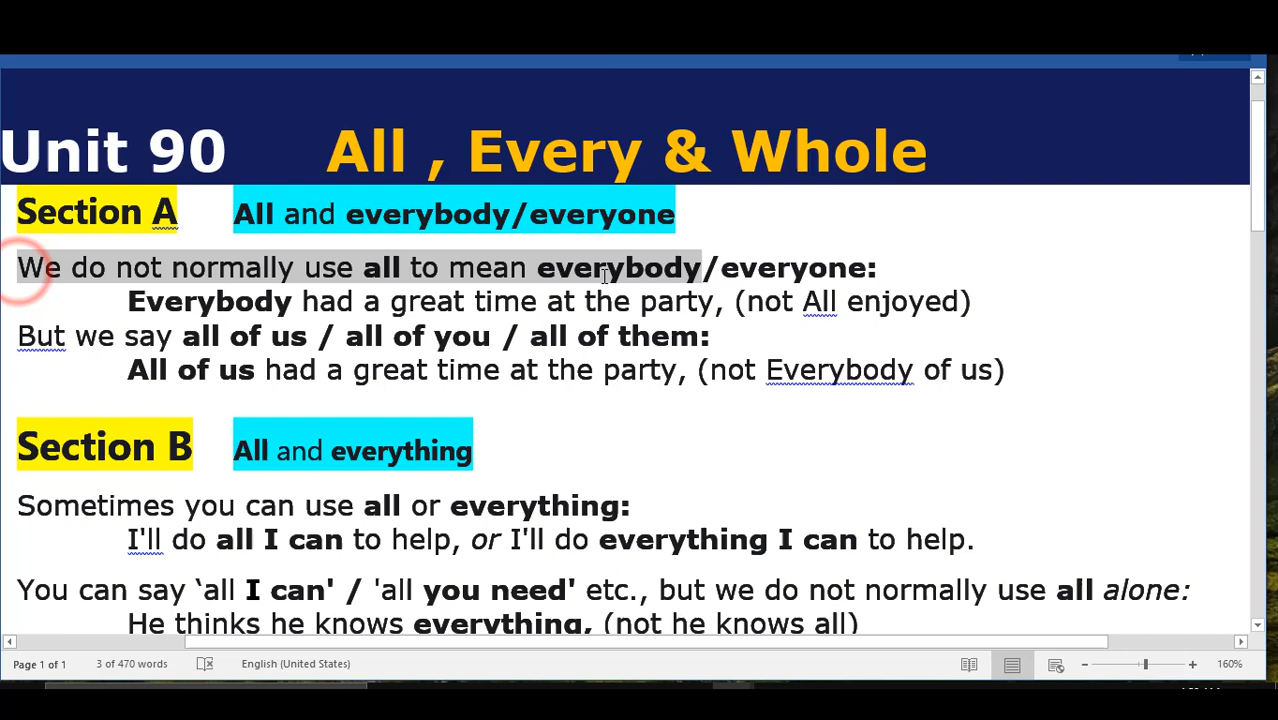 Unit 90 All , Every & Whole
Section A All and everybody/everyone
We do not normally use all to mean everybody/everyone:
Everybody had a great time at the party, (not All enjoyed)
But we say all of us / all of you / all of them:
All of us had a great time at the party, (not Everybody of us)
Section B All and everything
Sometimes you can use all or everything:
I'll do all I can to help, or I'll do everything I can to help.
You can say ‘all I can' / 'all you need' etc., but we do not normally use all alone:
He thinks he knows everything, (not he knows all)
Page 1 of 1 3 of 470 words English (United States) 160%